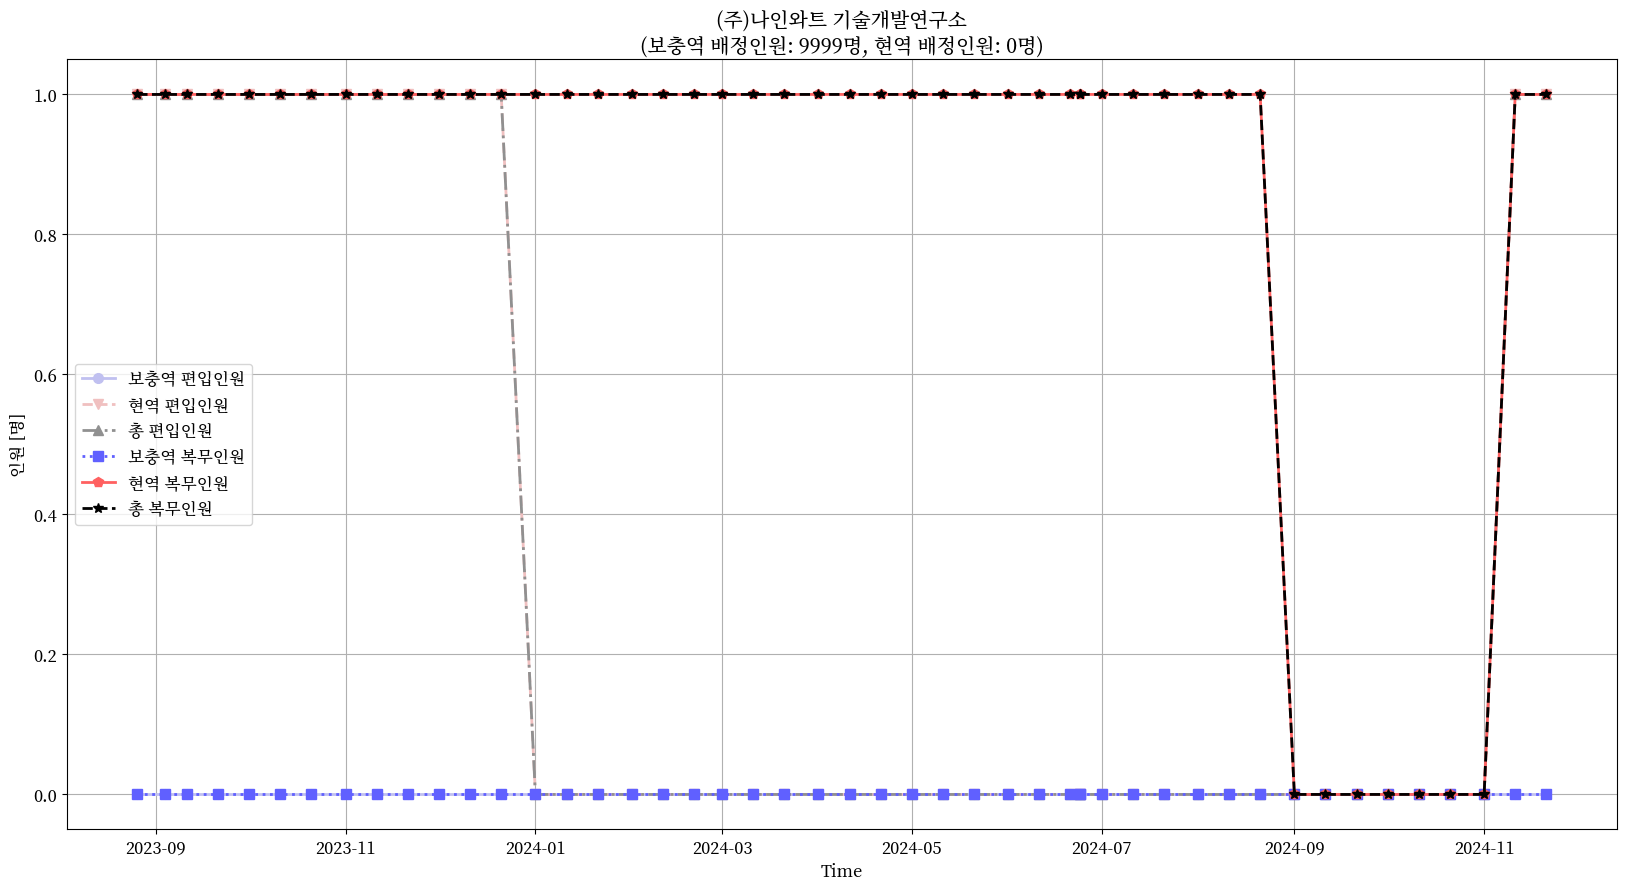 (주)나인와트 기술개발연구소
(보충역 배정인원: 9999명, 현역 배정인원: 0명)
인원 [명]
1.0
0.8
0.6
0.4
0.2
0.0
보충역 편입인원
현역 편입인원
총 편입인원
보충역 복무인원
현역 복무인원
총 복무인원
2023-09
2023-11
2024-01
2024-03
2024-05
2024-07
2024-09
2024-11
Time